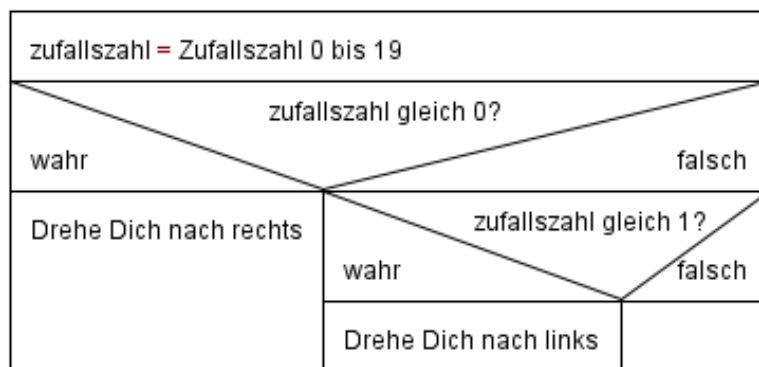 zufallszahl = Zufallszahl 0 bis 19
zufallszahl gleich 0?
wahr
falsch
Drehe Dich nach rechts
zufallszahl gleich 1?
wahr
falsch
Drehe Dich nach links